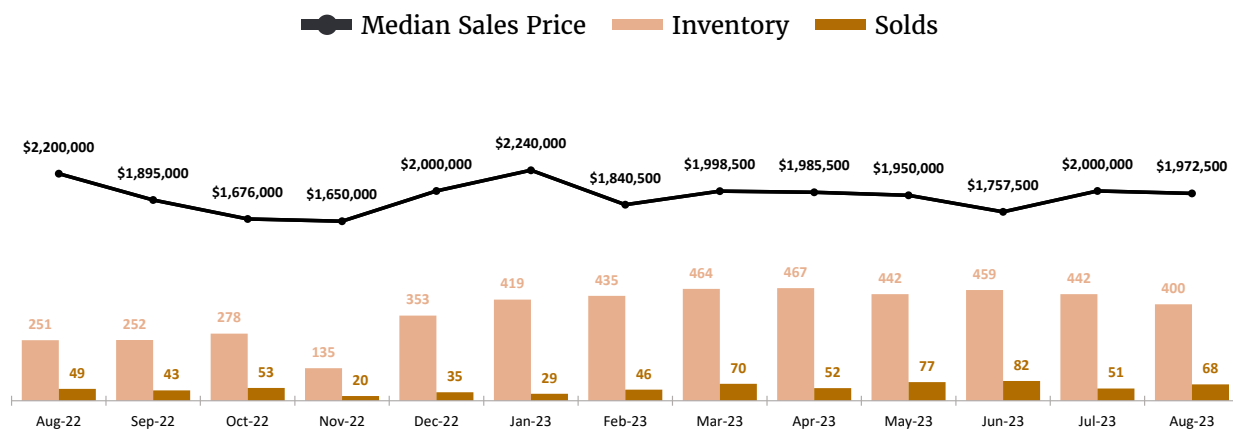 Median Sales Price Inventory Solds
$2,200,000 $1,895,000 $1,676,000 $1,650,000 $2,000,000 $2,240,000 $1,840,500 $1,998,500 $1,985,500 $1,950,000 $1,757,500 $2,000,000 $1,972,500
251 252 278 135 353 419 435 464 467 442 459 442 400
49 43 53 20 35 29 46 70 52 77 82 51 68
Aug-22 Sep-22 Oct-22 Nov-22 Dec-22 Jan-23 Feb-23 Mar-23 Apr-23 May-23 Jun-23 Jul-23 Aug-23